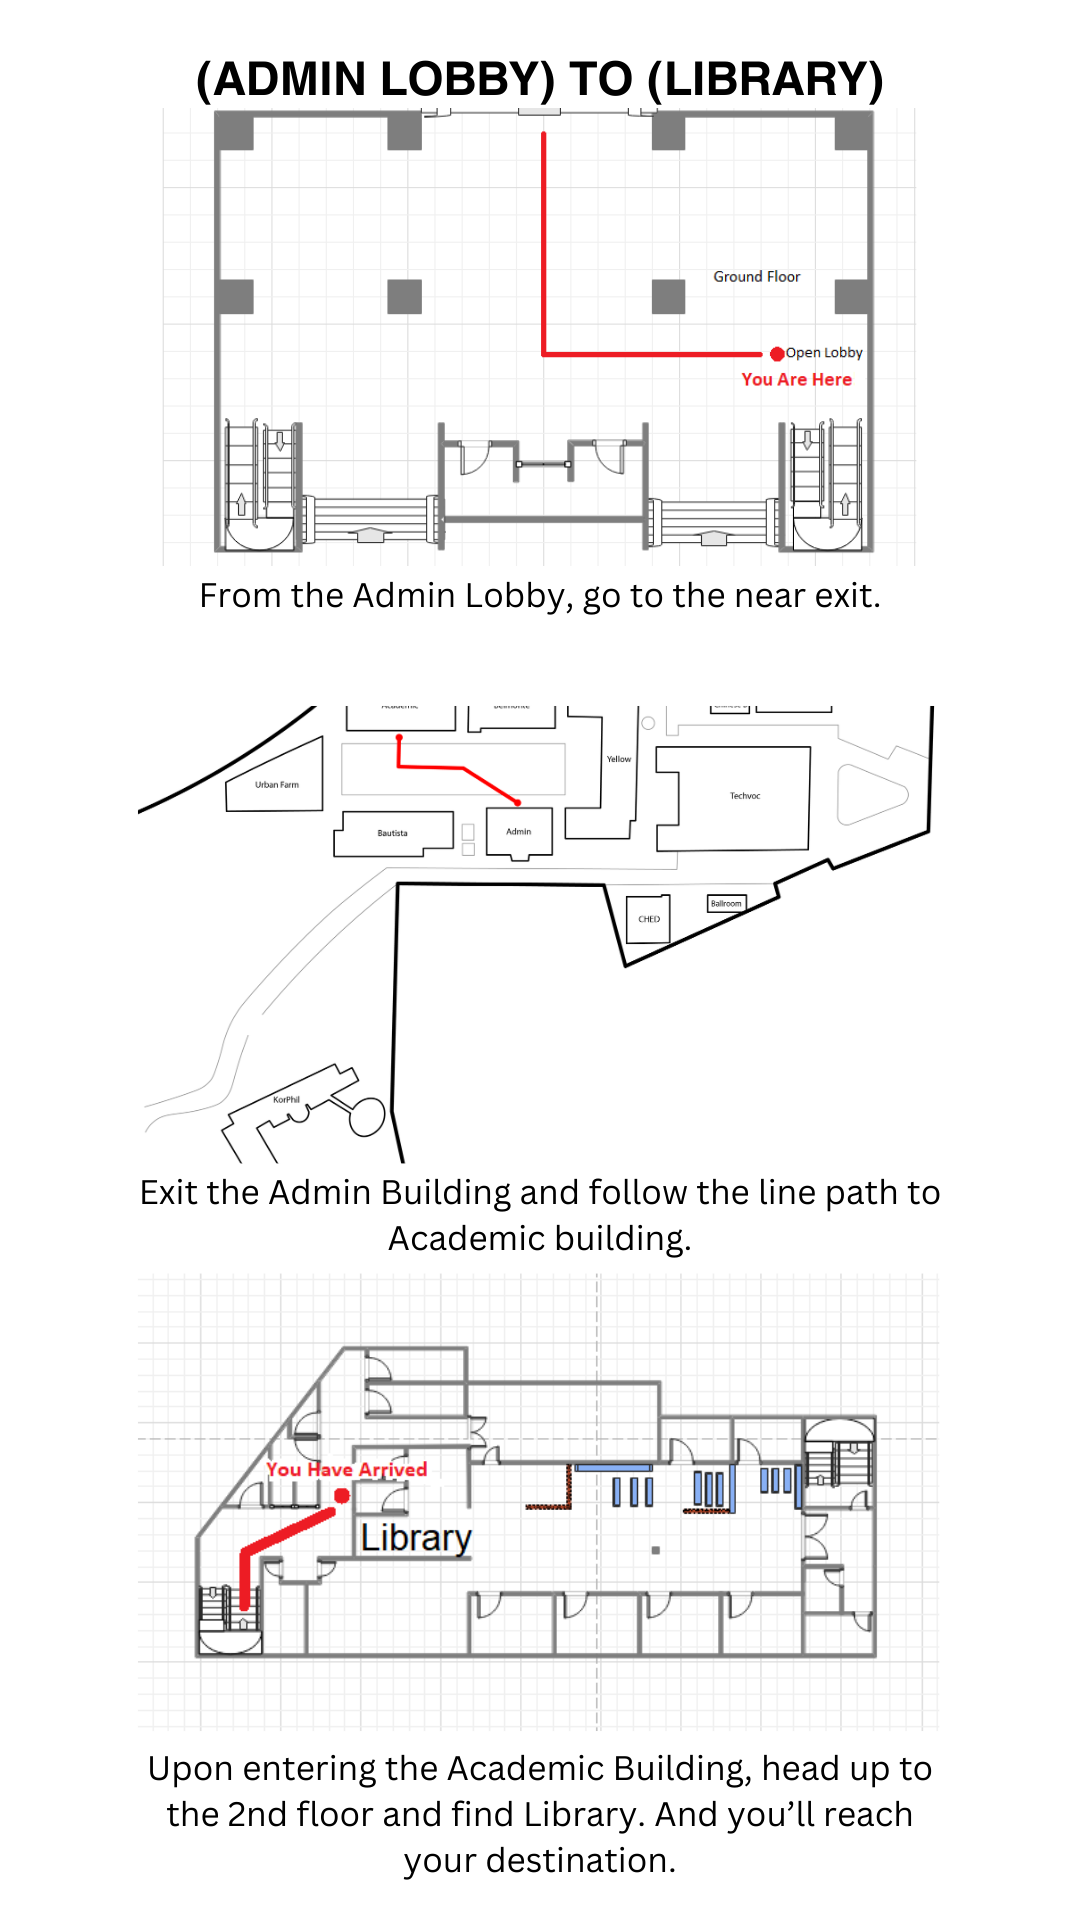 (ADMIN LOBBY) TO (LIBRARY)
Ground Floor
Open Lobby
You Are Here
From the Admin Lobby, go to the near exit.
Urban Farm
Yellow
Techvoc
Bautista
Admin
CHED
Ballroom
KorPhil
Exit the Admin Building and follow the line path to
Academic building.
You Have Arrived
Library
Upon entering the Academic Building, head up to
the 2nd floor and find Library. And you’ll reach
your destination.